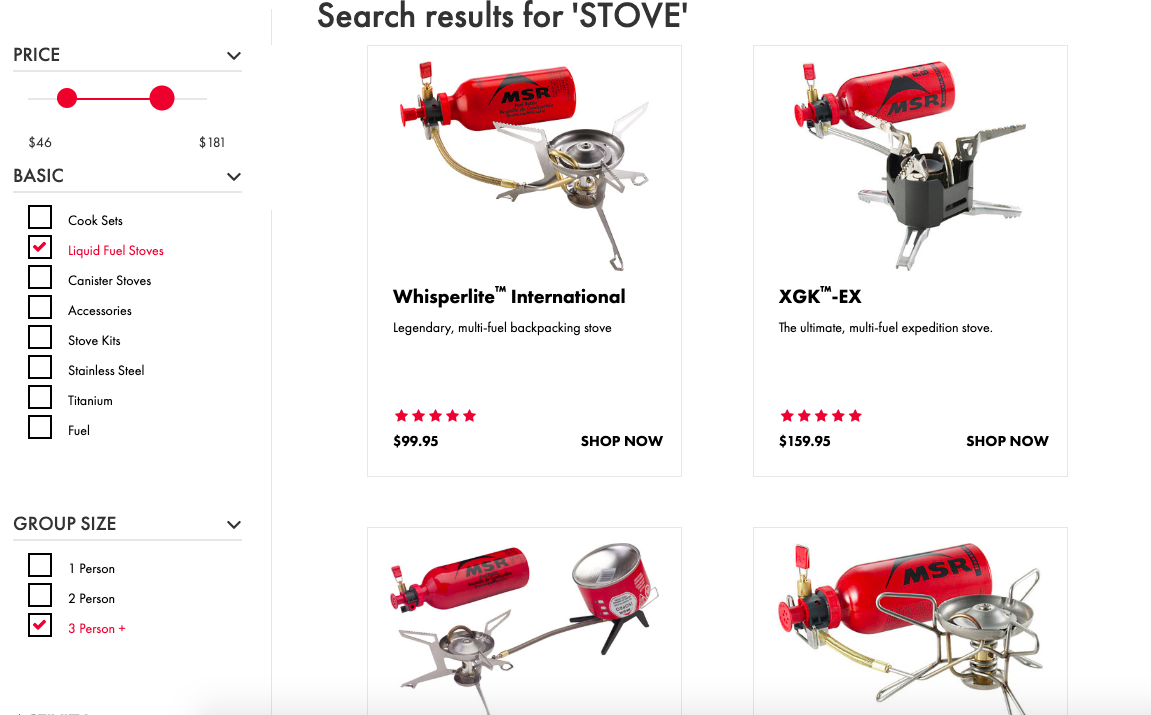 Search results for 'STOVE'
PRICE
$46
$181
BASIC
Cook Sets
Liquid Fuel Stoves
Canister Stoves
Accessories
Stove Kits
Stainless Steel
Titanium
Fuel
GROUP SIZE
1 Person
2 Person
3 Person +
MSR
Whisperlite™ International
Legendary, multi-fuel backpacking stove
$99.95
SHOP NOW
MSR
XGK™-EX
The ultimate, multi-fuel expedition stove.
$159.95
SHOP NOW
MSR
MSR